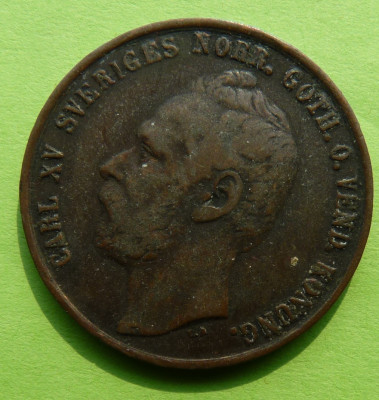 CARL XV SVERIGES NORR. GOTH. O. VEND. KONUNG.
L.A.